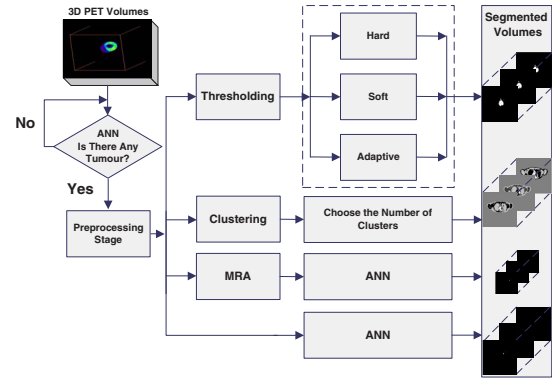 3D PET Volumes
No
ANN
Is There Any
Tumour?
Yes
Preprocessing
Stage
Thresholding
Hard
Soft
Adaptive
Clustering
Choose the Number of
Clusters
MRA
ANN
ANN
Segmented
Volumes